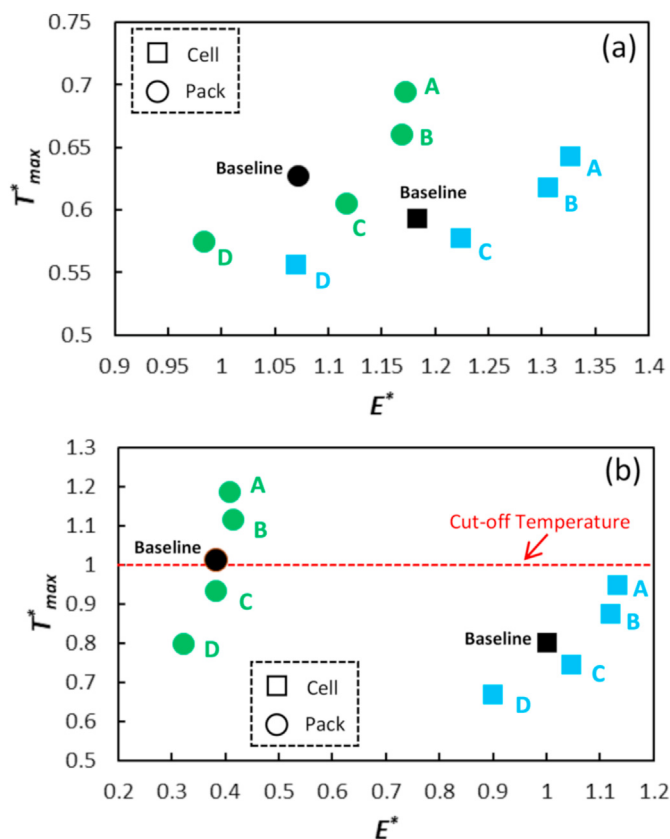 0.75
(a)
Cell
Pack
0.7
A
B
0.65
A
Baseline
Baseline
B
0.6
C
C
D
D
0.55
0.5
T*max
0.9 0.95 1 1.05 1.1 1.15 1.2 1.25 1.3 1.35 1.4
E*
1.3
(b)
1.2
A
B
Cut-off Temperature
1.1
Baseline
1
A
0.9
C
B
Baseline
0.8
D
C
0.7
Cell
D
Pack
0.6
0.5
T*max
0.2 0.3 0.4 0.5 0.6 0.7 0.8 0.9 1 1.1 1.2
E*